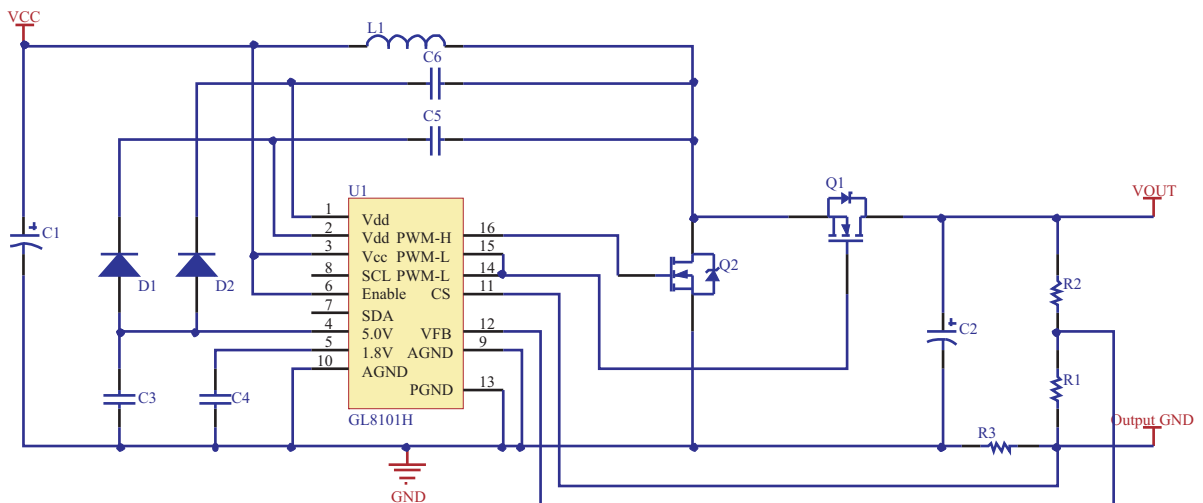 VCC
L1
C6
C5
U1
Q1
VOUT
1 Vdd
2 Vdd PWM-H 16
3 Vcc PWM-L 15
8 SCL PWM-L 14
6 Enable CS 11
7 SDA
4 5.0V VFB 12
5 1.8V AGND 9
10 AGND
PGND 13
GL8101H
C1
D1
D2
Q2
R2
C2
R1
C3
C4
R3
Output GND
GND